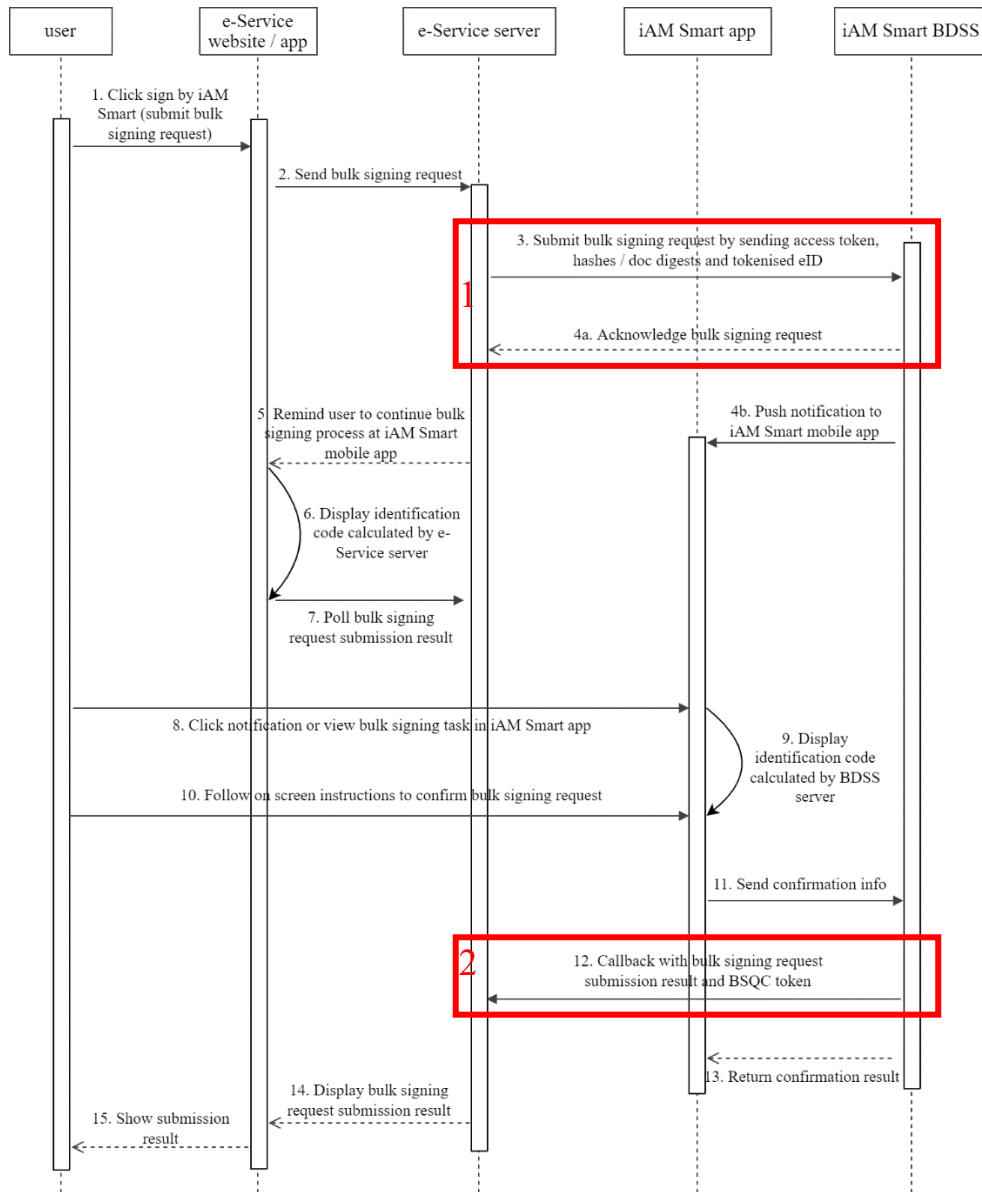 user
e-Service
website / app
e-Service server
iAM Smart app
iAM Smart BDSS
1. Click sign by iAM
Smart (submit bulk
signing request)
2. Send bulk signing request
1
3. Submit bulk signing request by sending access token,
hashes / doc digests and tokenised eID
4a. Acknowledge bulk signing request
5. Remind user to continue bulk
signing process at iAM Smart
mobile app
4b. Push notification to
iAM Smart mobile app
6. Display identification
code calculated by e-
Service server
7. Poll bulk signing
request submission result
8. Click notification or view bulk signing task in iAM Smart app
9. Display
identification code
calculated by BDSS
server
10. Follow on screen instructions to confirm bulk signing request
11. Send confirmation info
2
12. Callback with bulk signing request
submission result and BSQC token
13. Return confirmation result
14. Display bulk signing
request submission result
15. Show submission
result